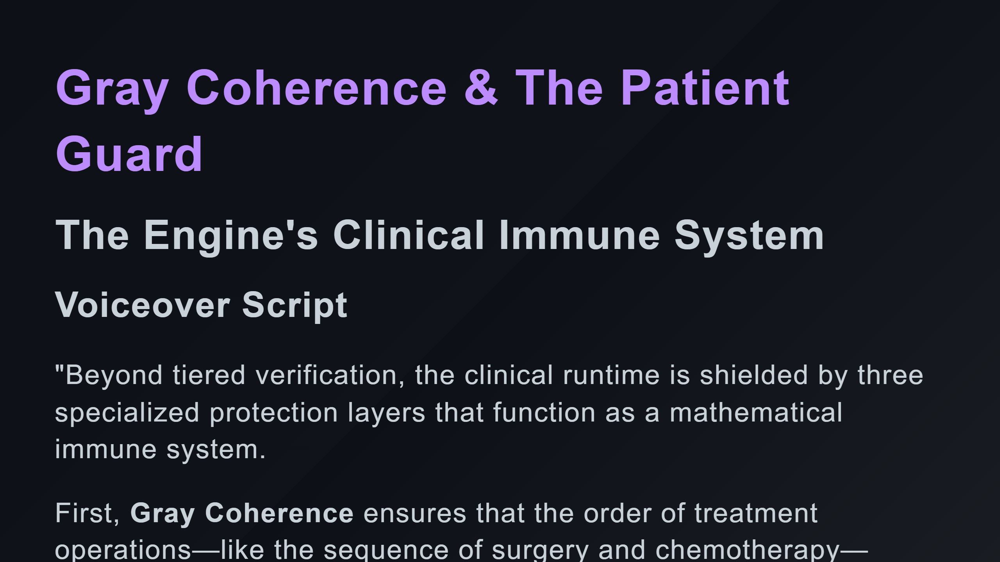 Gray Coherence & The Patient
Guard
The Engine's Clinical Immune System
Voiceover Script
"Beyond tiered verification, the clinical runtime is shielded by three
specialized protection layers that function as a mathematical
immune system.
First, Gray Coherence ensures that the order of treatment
operations—like the sequence of surgery and chemotherapy—